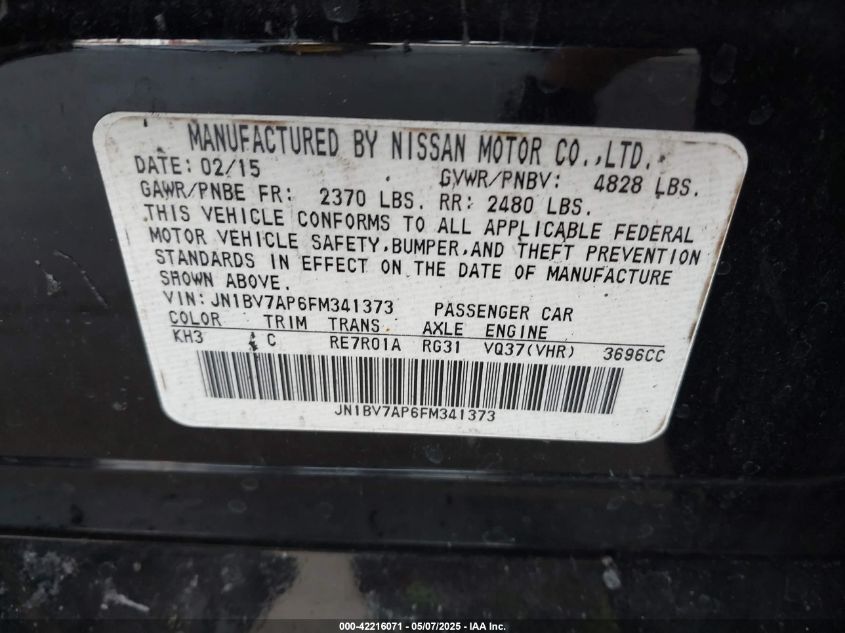 MANUFACTURED BY NISSAN MOTOR CO.,LTD.
DATE: 02/15 GVWR/PNBV: 4828 LBS.
GAWR/PNBE FR: 2370 LBS. RR: 2480 LBS.
THIS VEHICLE CONFORMS TO ALL APPLICABLE FEDERAL
MOTOR VEHICLE SAFETY,BUMPER,AND THEFT PREVENTION
STANDARDS IN EFFECT ON THE DATE OF MANUFACTURE
SHOWN ABOVE.
VIN: JN1BV7AP6FM341373 PASSENGER CAR
COLOR TRIM TRANS AXLE ENGINE
KH3 C RE7R01A RG31 VQ37(VHR) 3696CC
JN1BV7AP6FM341373
000-42216071 - 05/07/2025 - IAA Inc.